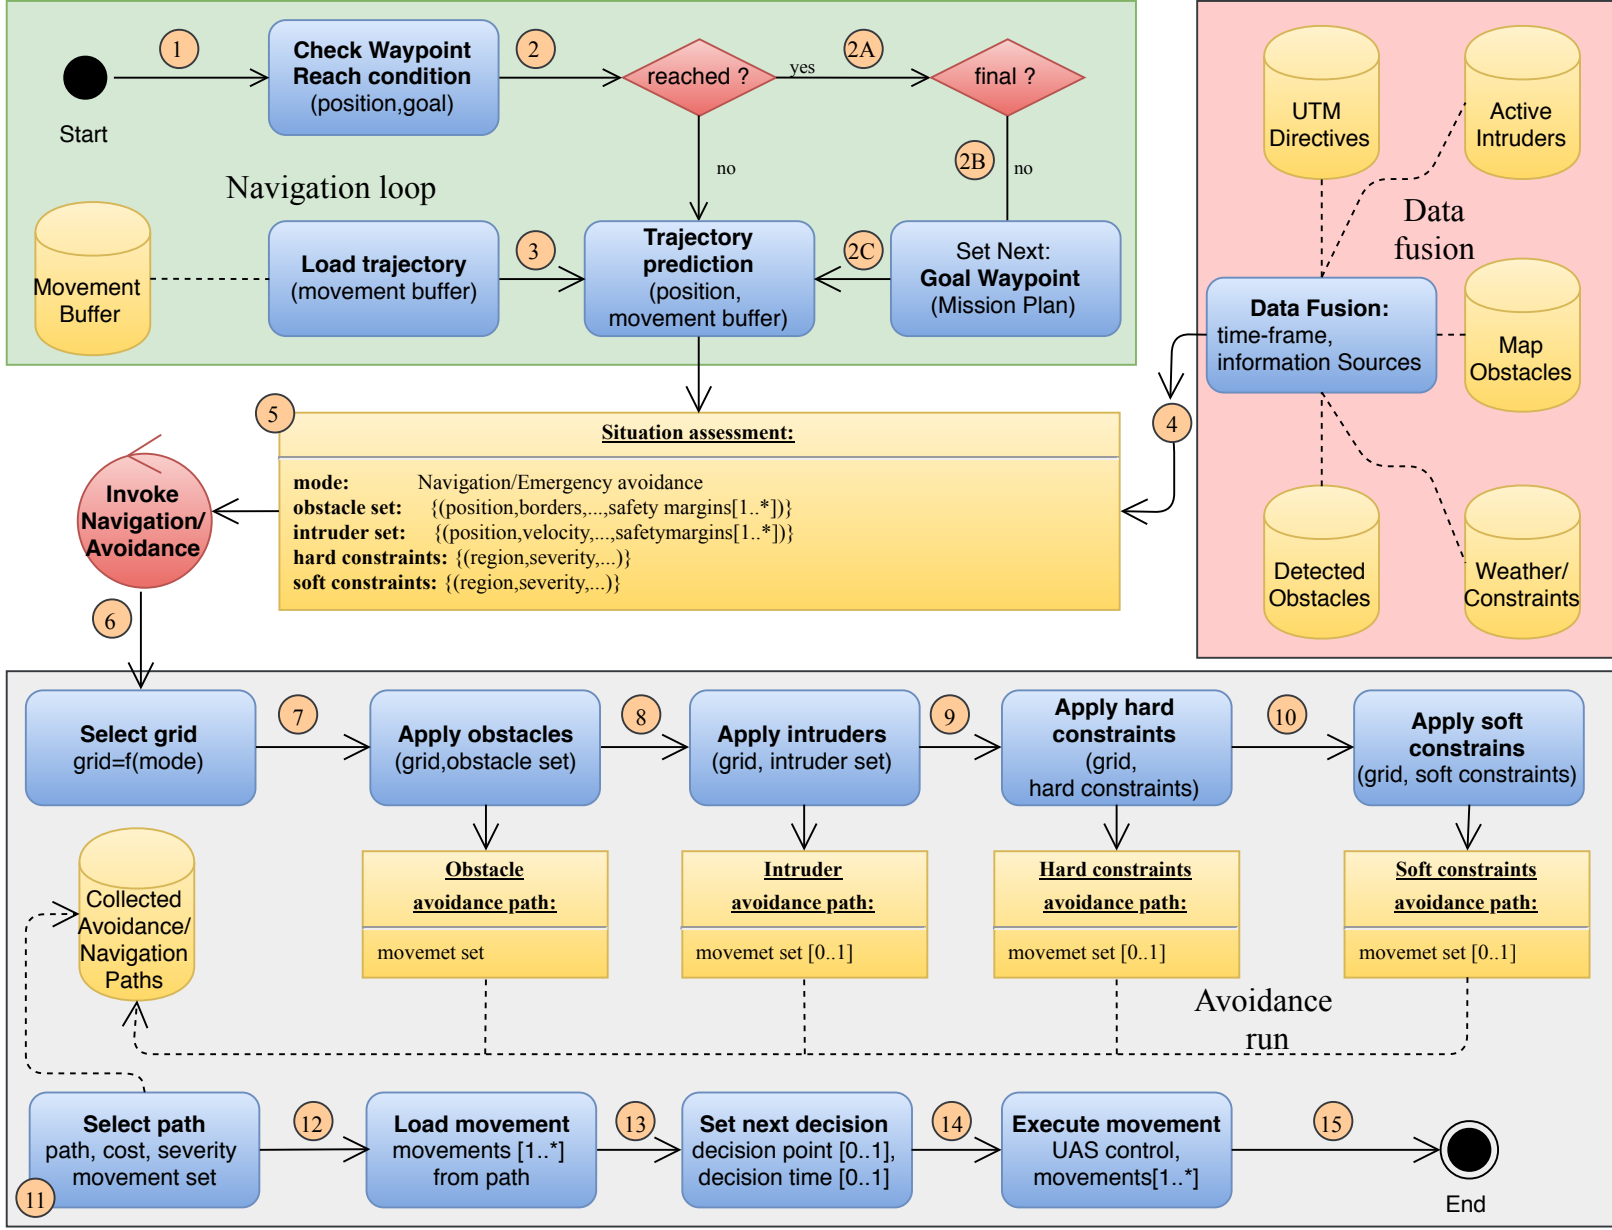 1
Check Waypoint
Reach condition
(position,goal)
2
reached ?
yes
2A
final ?
Start
no
2B
no
Navigation loop
Movement
Buffer
Load trajectory
(movement buffer)
3
Trajectory
prediction
(position,
movement buffer)
2C
Set Next:
Goal Waypoint
(Mission Plan)
UTM
Directives
Active
Intruders
Data
fusion
Data Fusion:
time-frame,
information Sources
Map
Obstacles
Detected
Obstacles
Weather/
Constraints
4
5
Situation assessment:
mode: Navigation/Emergency avoidance
obstacle set: {(position,borders,...,safety margins[1..*])}
intruder set: {(position,velocity,...,safetymargins[1..*])}
hard constraints: {(region,severity,...)}
soft constraints: {(region,severity,...)}
Invoke
Navigation/
Avoidance
6
Select grid
grid=f(mode)
7
Apply obstacles
(grid,obstacle set)
8
Apply intruders
(grid, intruder set)
9
Apply hard
constraints
(grid,
hard constraints)
10
Apply soft
constrains
(grid, soft constraints)
Collected
Avoidance/
Navigation
Paths
Obstacle
avoidance path:
movemet set
Intruder
avoidance path:
movemet set [0..1]
Hard constraints
avoidance path:
movemet set [0..1]
Soft constraints
avoidance path:
movemet set [0..1]
Avoidance
run
Select path
path, cost, severity
movement set
11
12
Load movement
movements [1..*]
from path
13
Set next decision
decision point [0..1],
decision time [0..1]
14
Execute movement
UAS control,
movements[1..*]
15
End